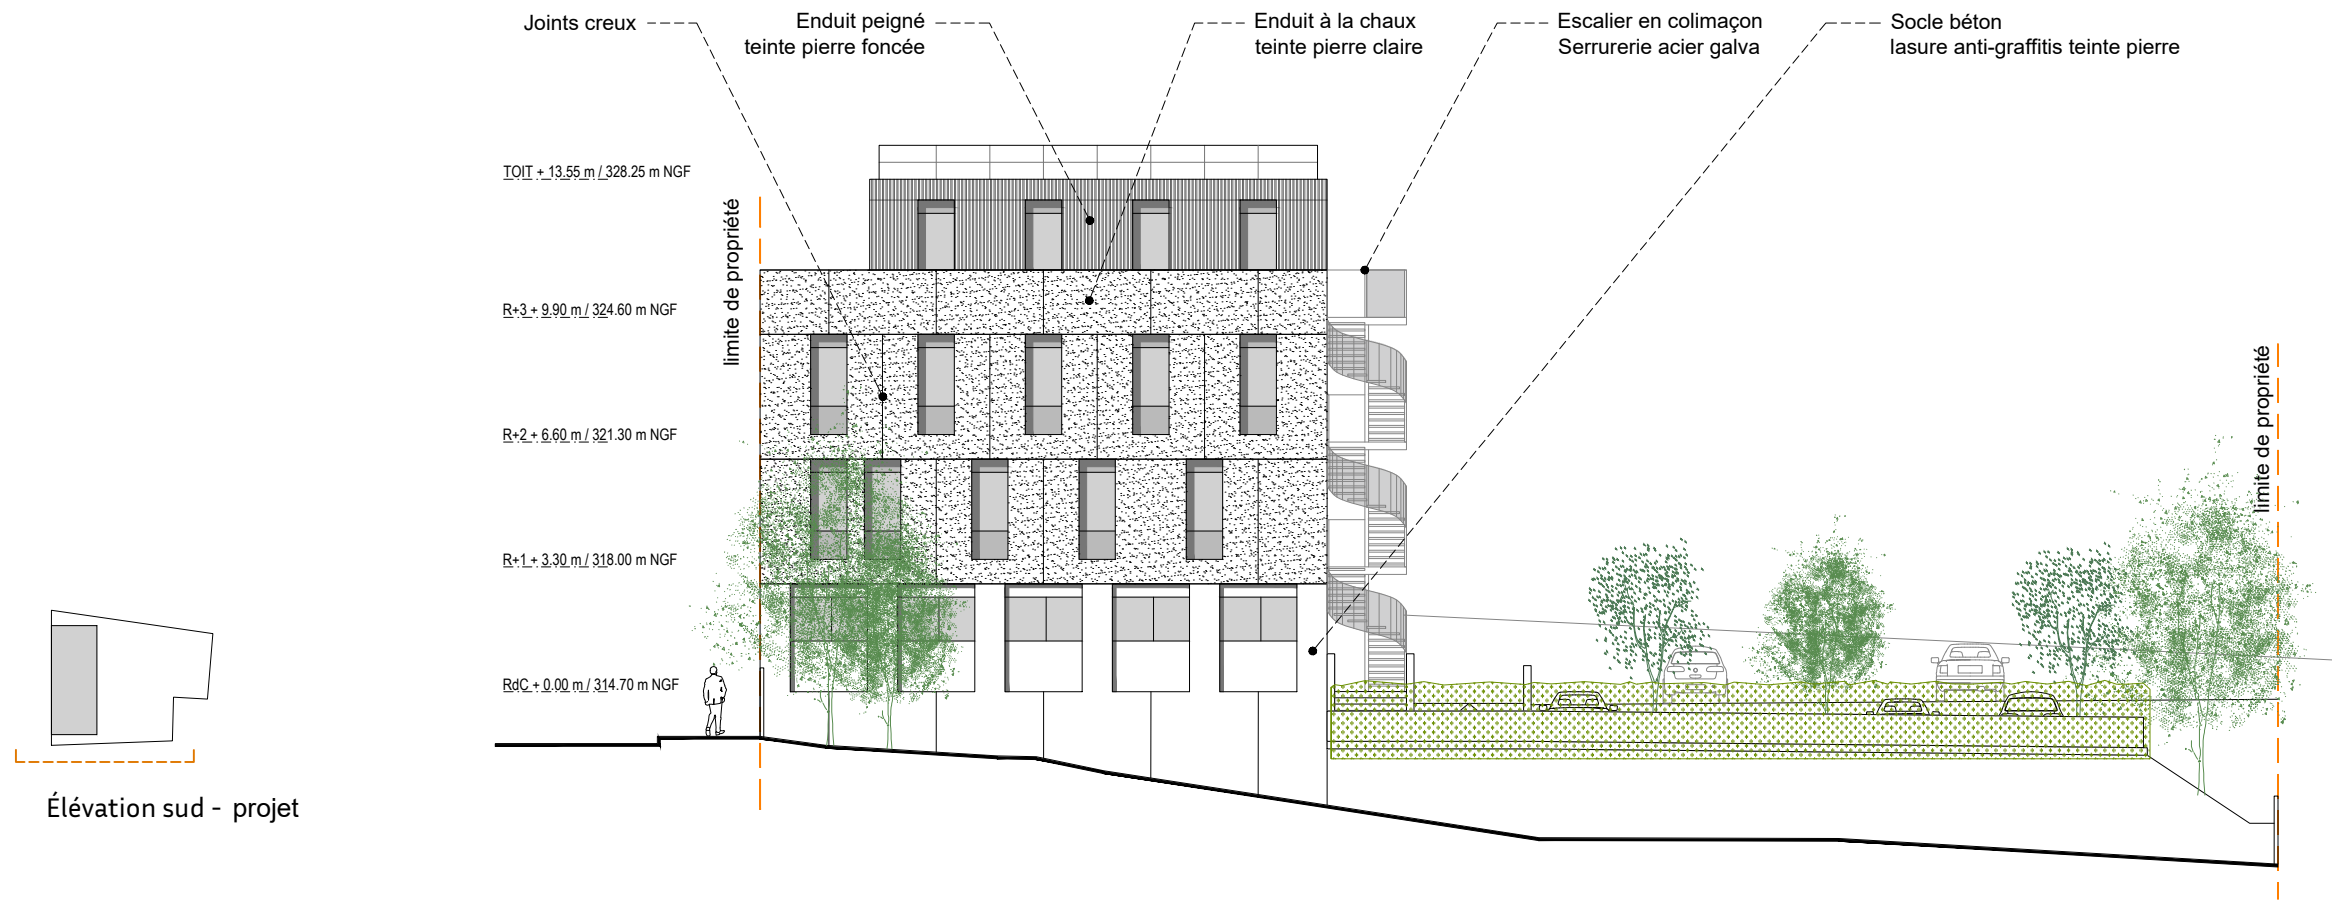 Joints creux
Enduit peigné
teinte pierre foncée
Enduit à la chaux
teinte pierre claire
Escalier en colimaçon
Serrurerie acier galva
Socle béton
lasure anti-graffitis teinte pierre
TOIT + 13.55 m / 328.25 m NGF
limite de propriété
R+3 + 9.90 m / 324.60 m NGF
R+2 + 6.60 m / 321.30 m NGF
R+1 + 3.30 m / 318.00 m NGF
RdC + 0.00 m / 314.70 m NGF
limite de propriété
Élévation sud - projet